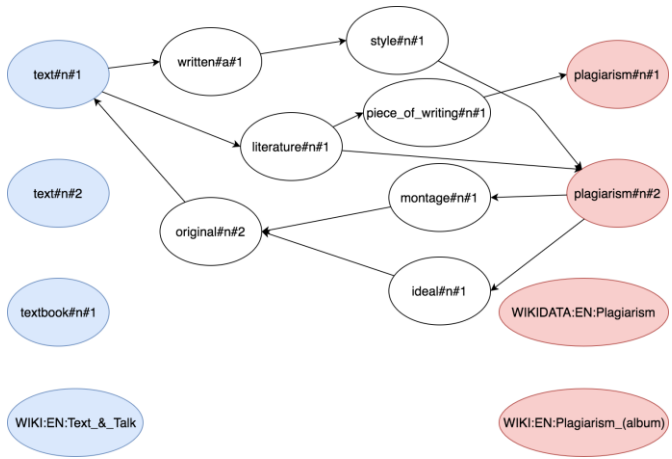 style#n#1
written#a#1
text#n#1
plagiarism#n#1
piece_of_writing#n#1
literature#n#1
text#n#2
montage#n#1
plagiarism#n#2
original#n#2
ideal#n#1
textbook#n#1
WIKIDATA:EN:Plagiarism
WIKI:EN:Text_&_Talk
WIKI:EN:Plagiarism_(album)